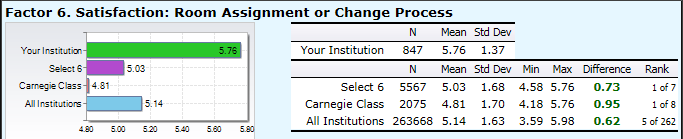 Factor 6. Satisfaction: Room Assignment or Change Process
Your Institution 5.76
Select 6 5.03
Carnegie Class 4.81
All Institutions 5.14
4.80 5.00 5.20 5.40 5.60 5.80
N Mean Std Dev
Your Institution 847 5.76 1.37
N Mean Std Dev Min Max Difference Rank
Select 6 5567 5.03 1.68 4.58 5.76 0.73 1 of 7
Carnegie Class 2075 4.81 1.70 4.18 5.76 0.95 1 of 8
All Institutions 263668 5.14 1.63 3.59 5.98 0.62 5 of 262